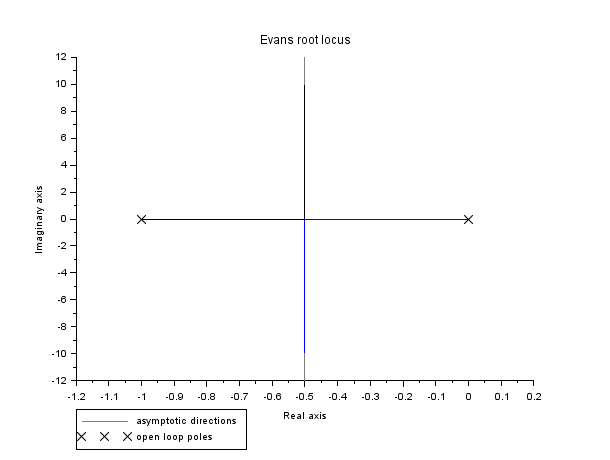 Evans root locus
12
10
8
6
4
2
0
-2
-4
-6
-8
-10
-12
Imaginary axis
-1.2 -1.1 -1 -0.9 -0.8 -0.7 -0.6 -0.5 -0.4 -0.3 -0.2 -0.1 0 0.1 0.2
Real axis
asymptotic directions
open loop poles